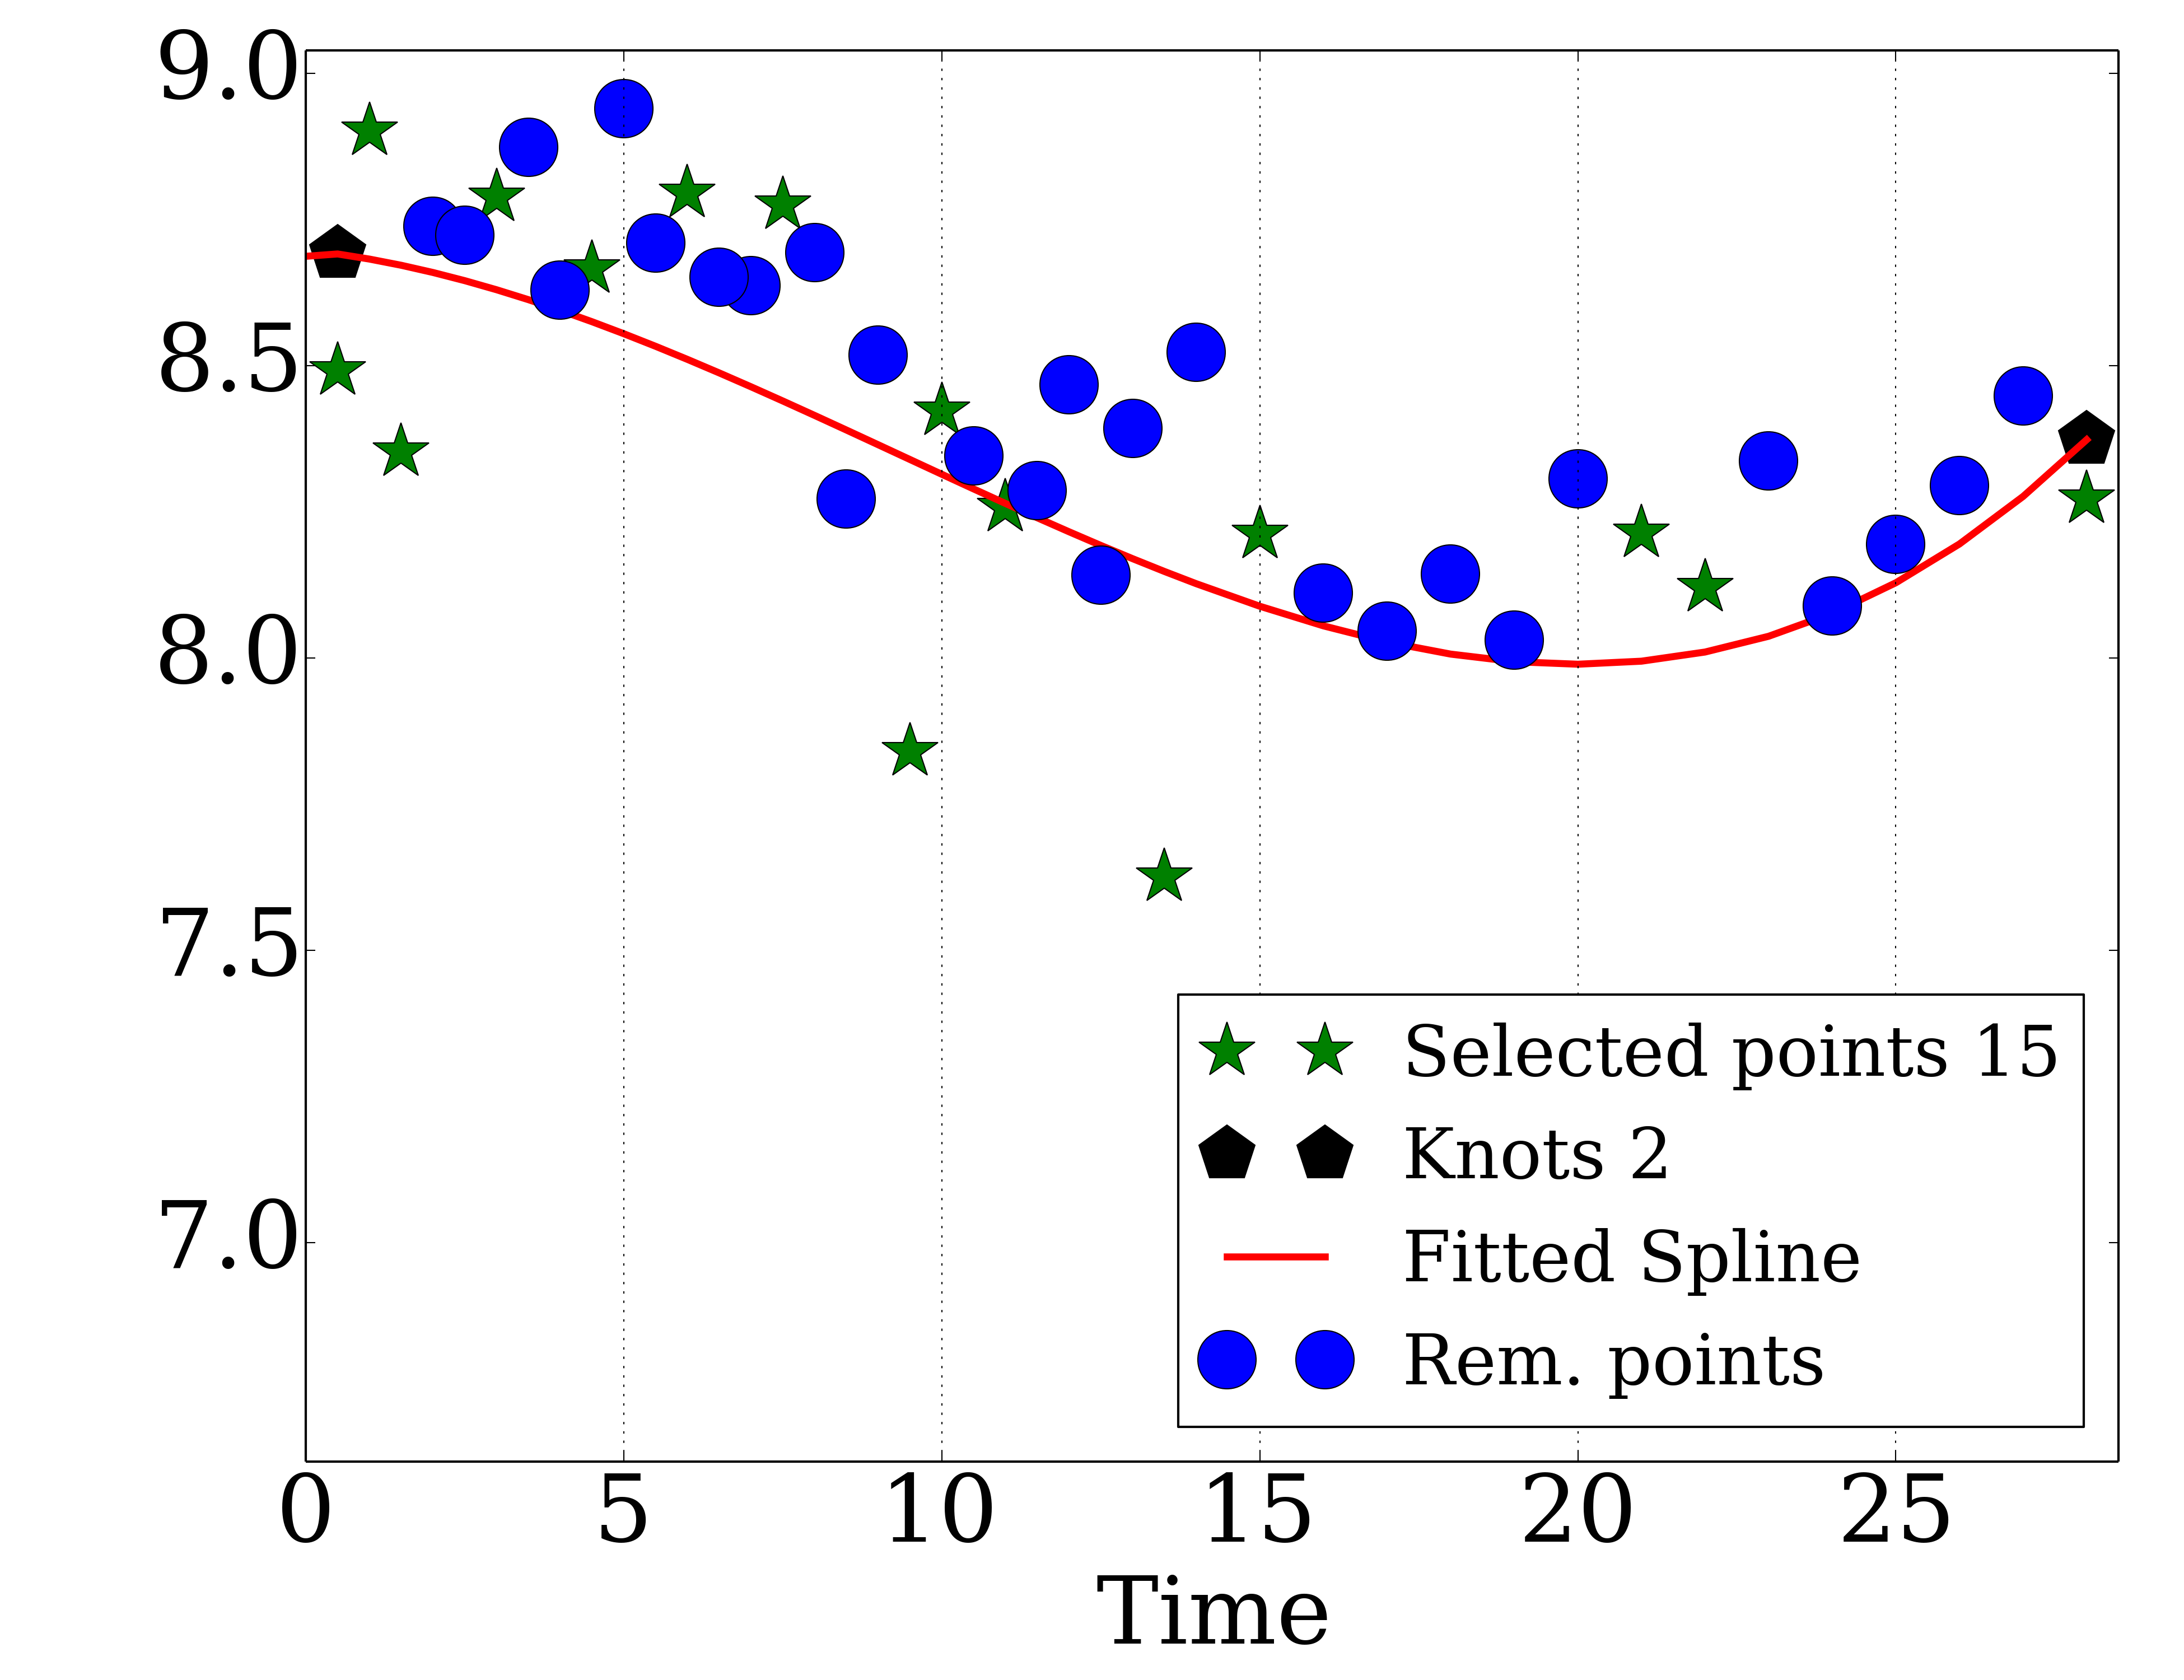 9.0
8.5
8.0
7.5
7.0
Selected points 15
Knots 2
Fitted Spline
Rem. points
0 5 10 15 20 25
Time